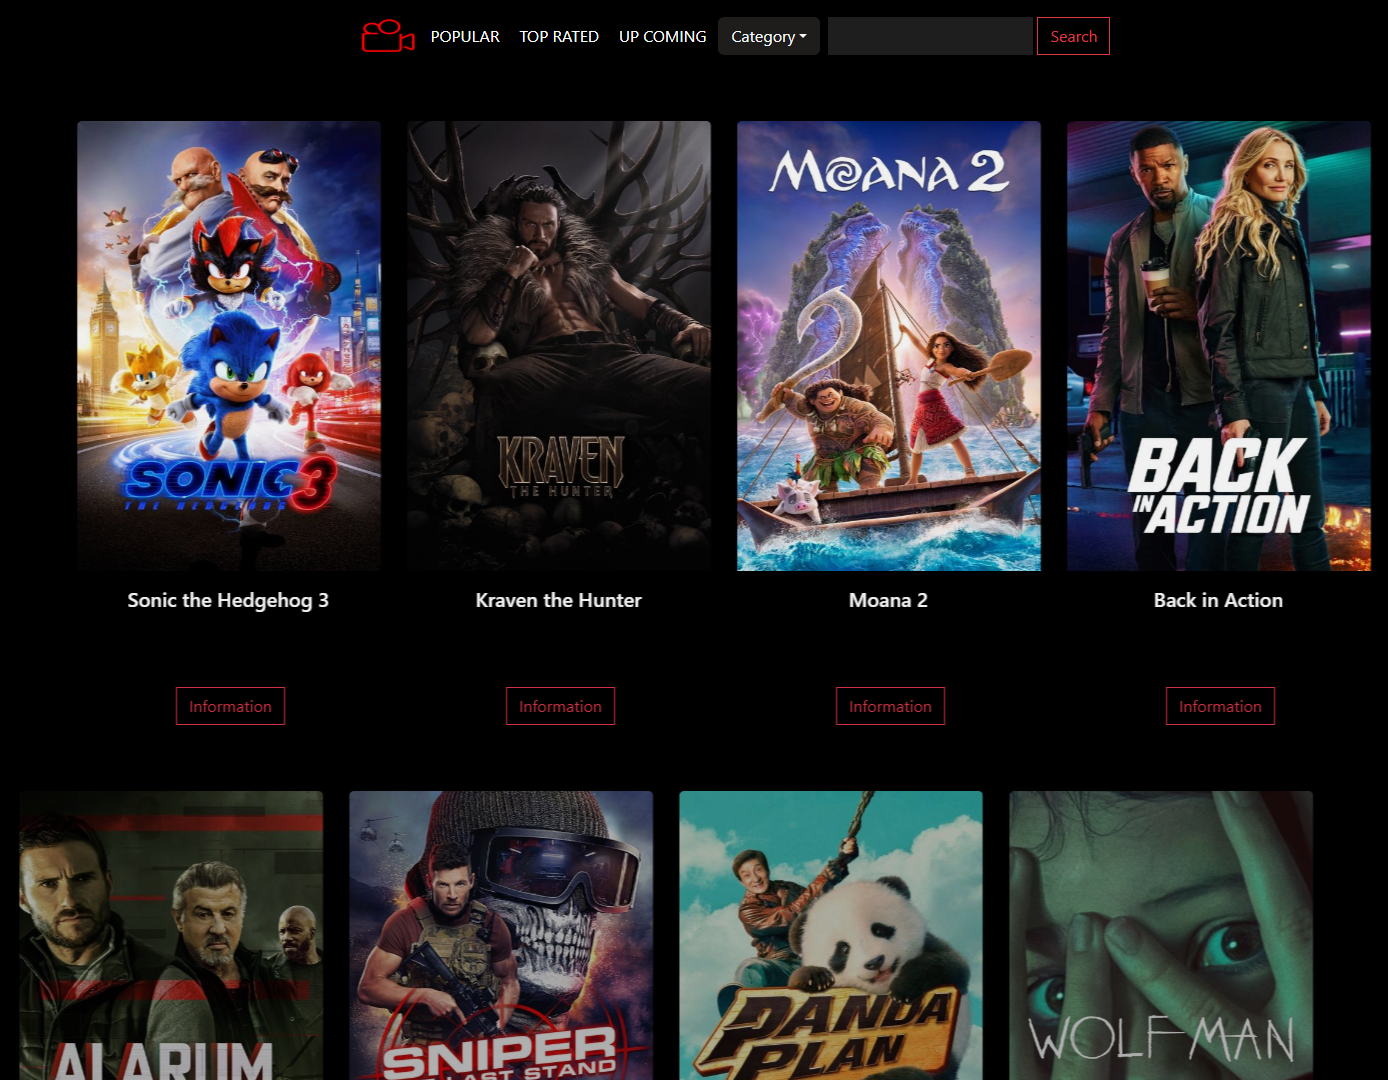 POPULAR TOP RATED UP COMING Category Search
MOANA 2
KRAVEN
THE HUNTER
SONIC 3
THE HEDGEHOG
BACK
IN ACTION
Sonic the Hedgehog 3 Kraven the Hunter Moana 2 Back in Action
Information Information Information Information
ALARUM
SNIPER
LAST STAND
PANDA
PLAN
WOLF MAN